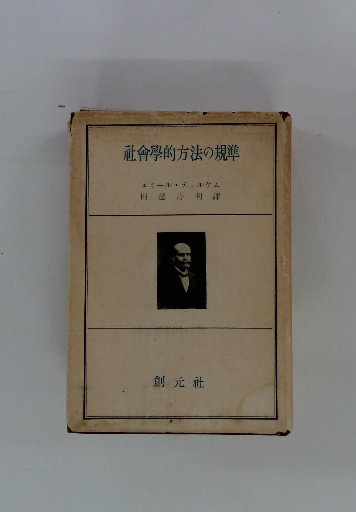 社會學的方法の規準
エミール・デュルケム
田邊壽利譯
創元社